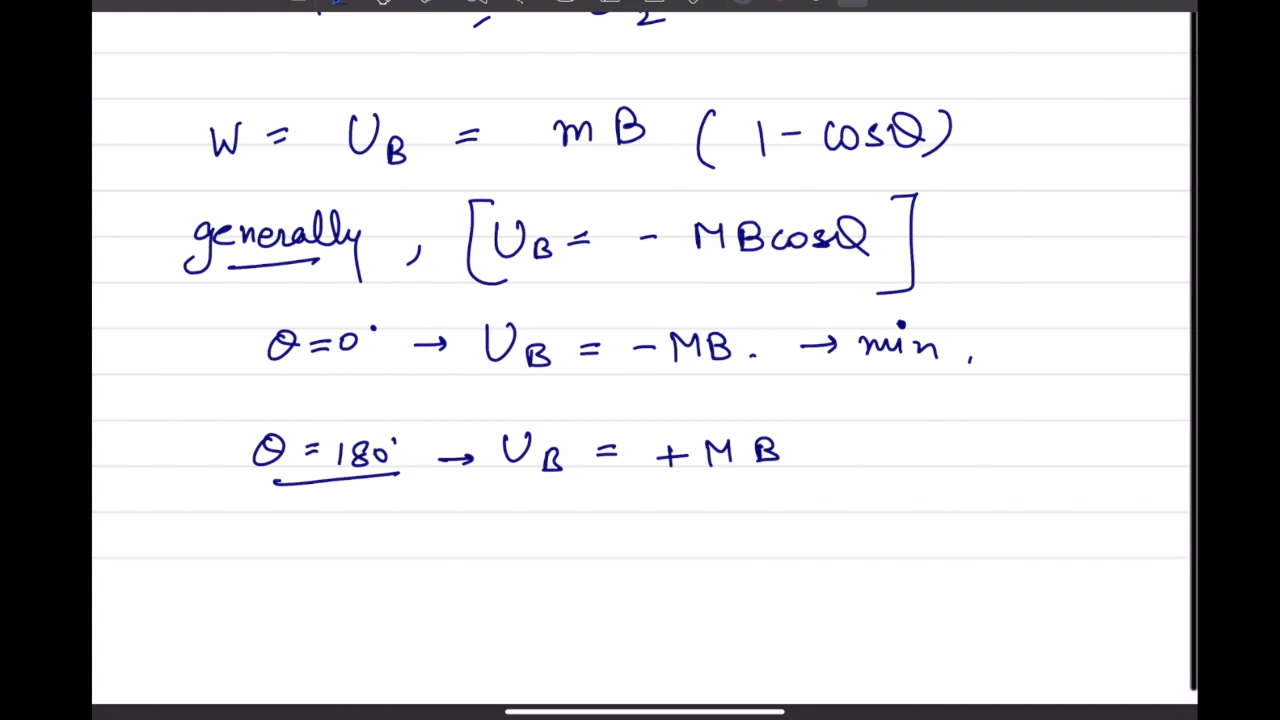 W = U_B = mB (1 - cosθ)
generally, [U_B = - MBcosθ]
θ=0° → U_B = -MB. → min.
θ = 180° → U_B = + MB